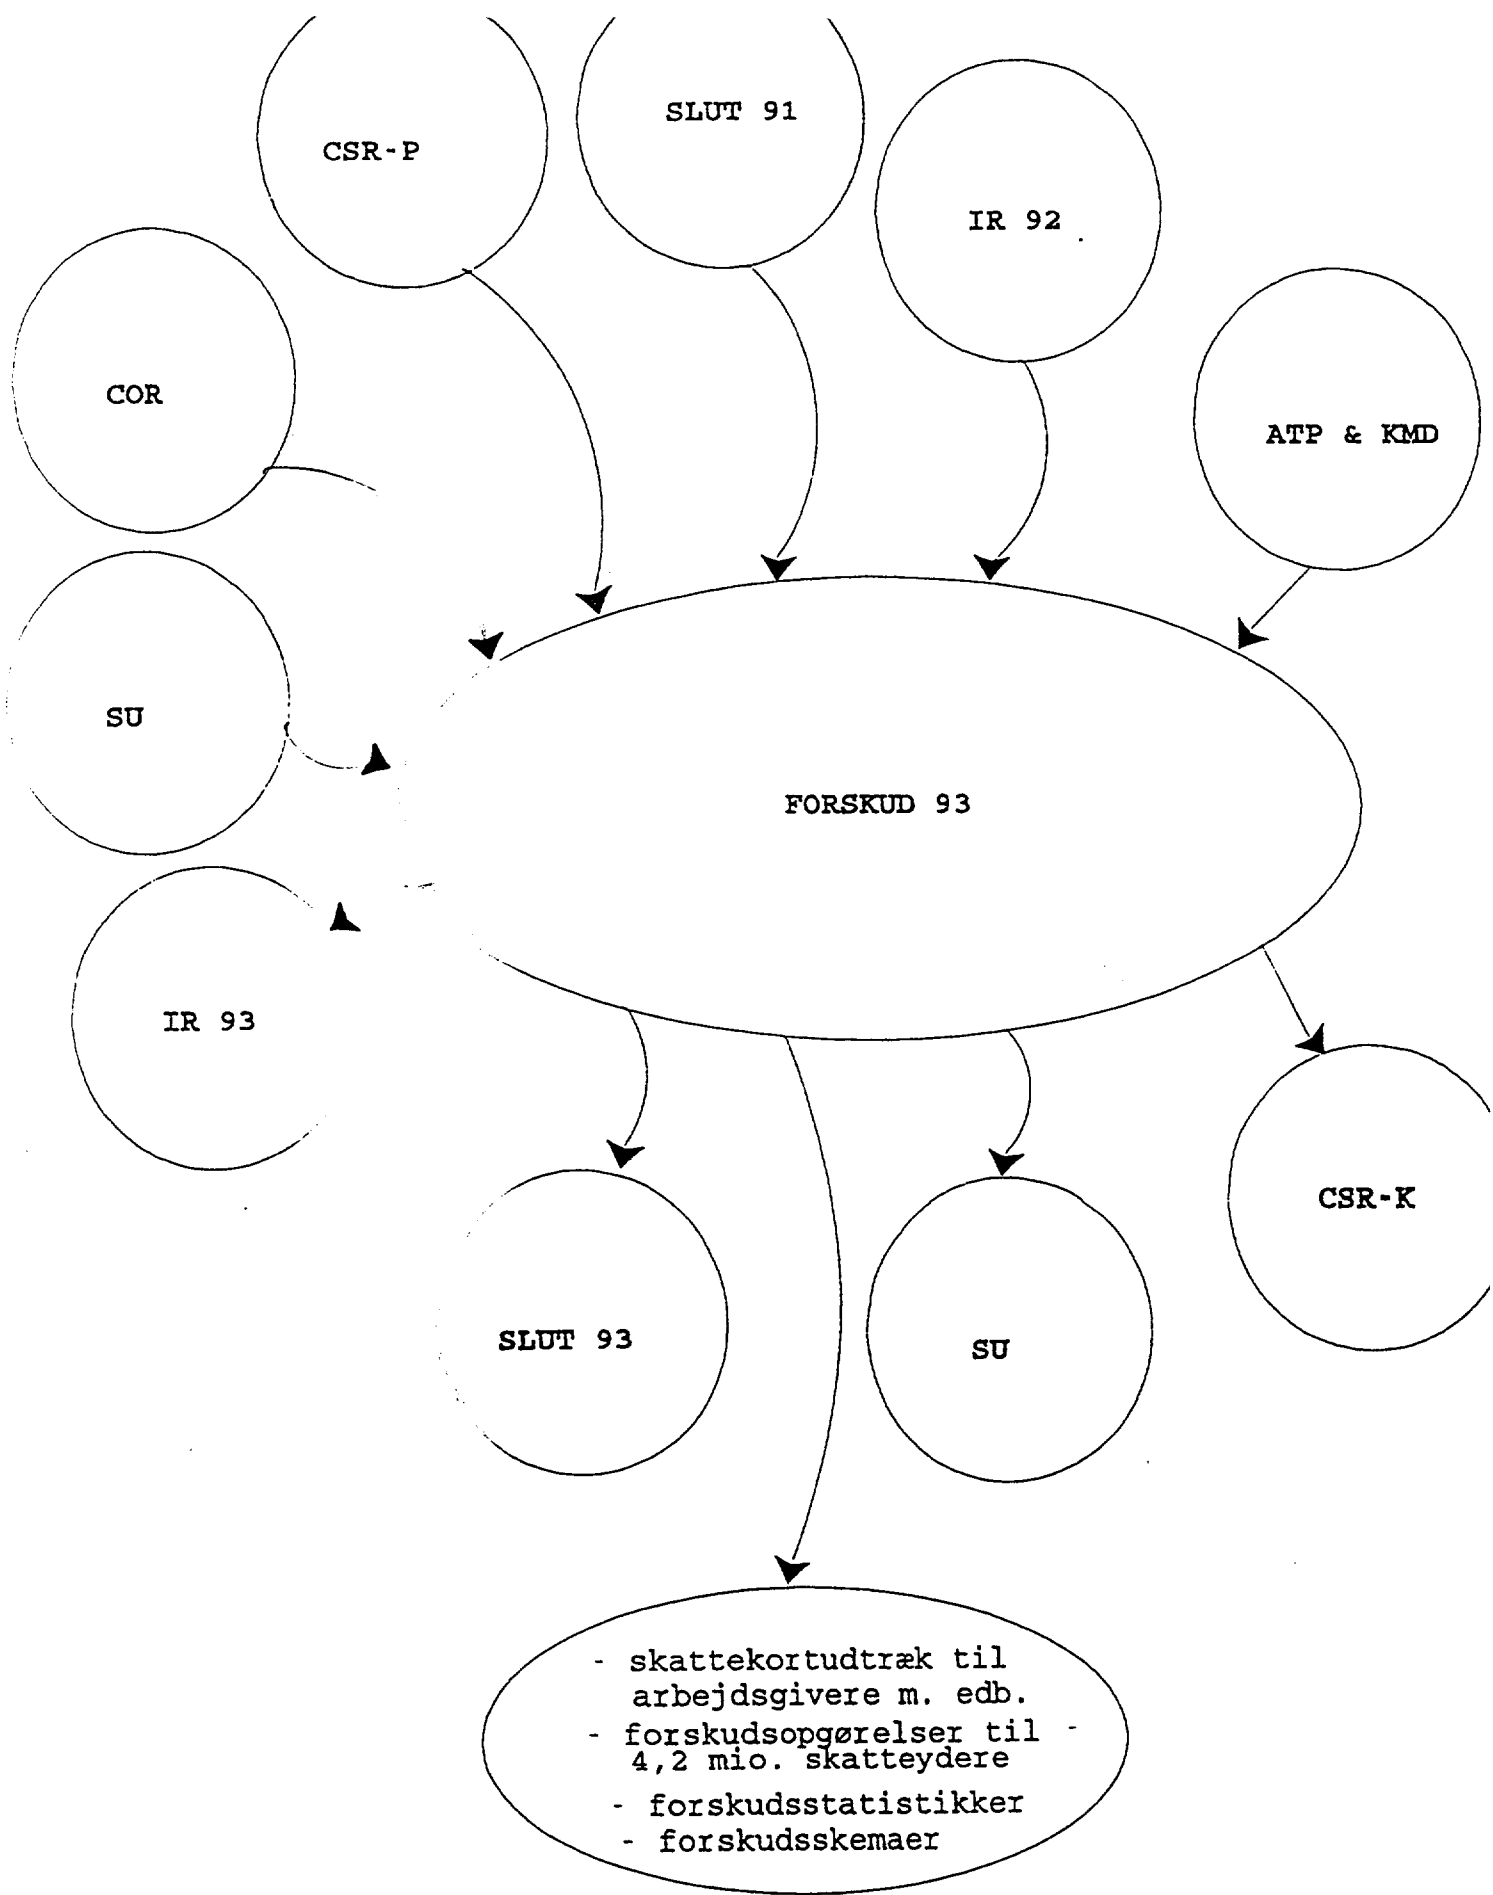 SLUT 91
CSR-P
IR 92
COR
ATP & KMD
SU
FORSKUD 93
IR 93
CSR-K
SLUT 93
SU
- skattekortudtræk til
arbejdsgivere m. edb.
- forskudsopgørelser til -
4,2 mio. skatteydere
- forskudsstatistikker
- forskudsskemaer